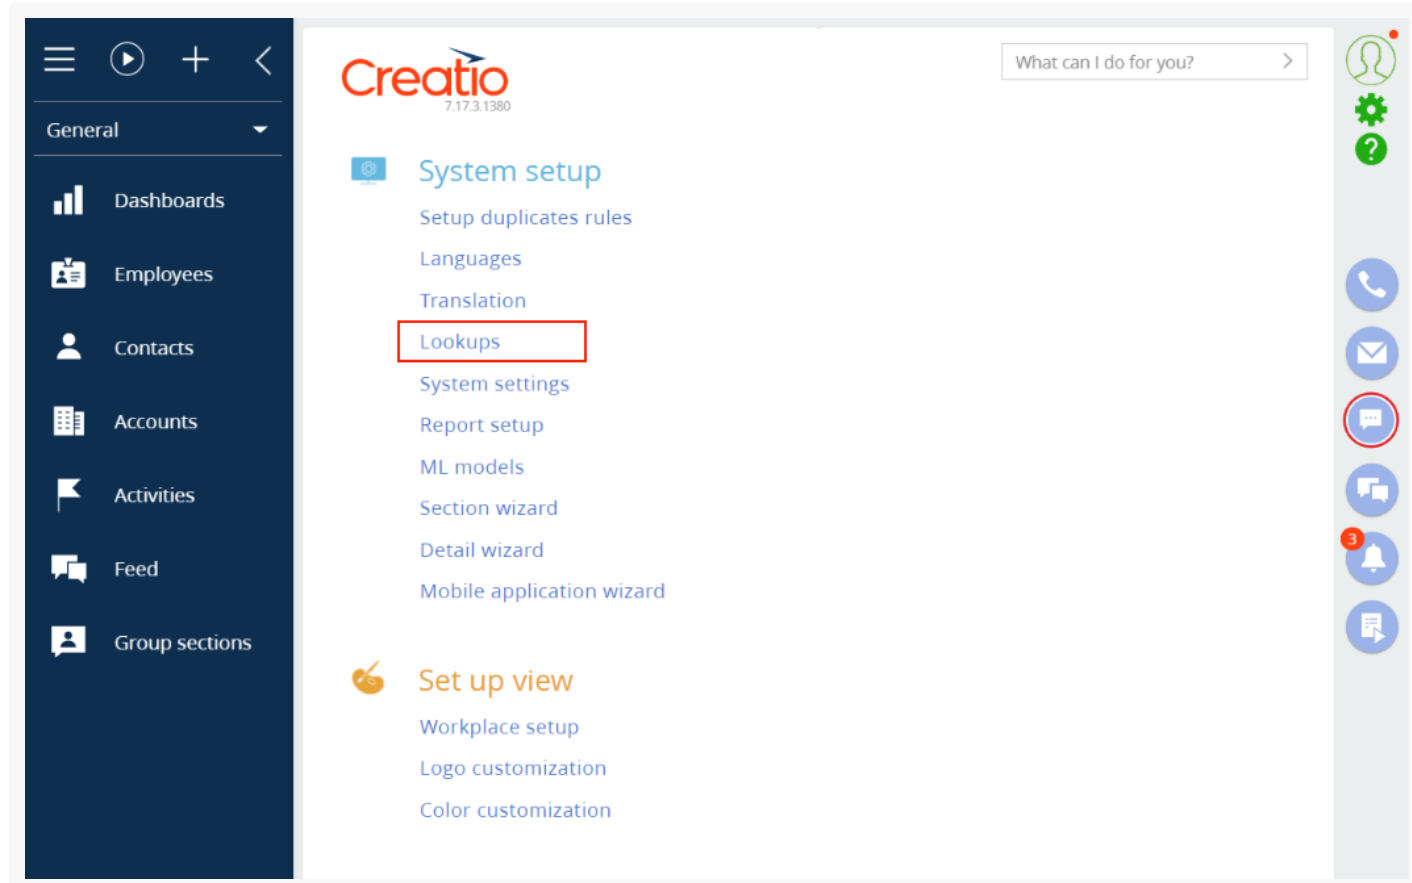 General
Dashboards
Employees
Contacts
Accounts
Activities
Feed
Group sections
Creatio
7.17.3.1380
What can I do for you?
System setup
Setup duplicates rules
Languages
Translation
Lookups
System settings
Report setup
ML models
Section wizard
Detail wizard
Mobile application wizard
Set up view
Workplace setup
Logo customization
Color customization
?
3